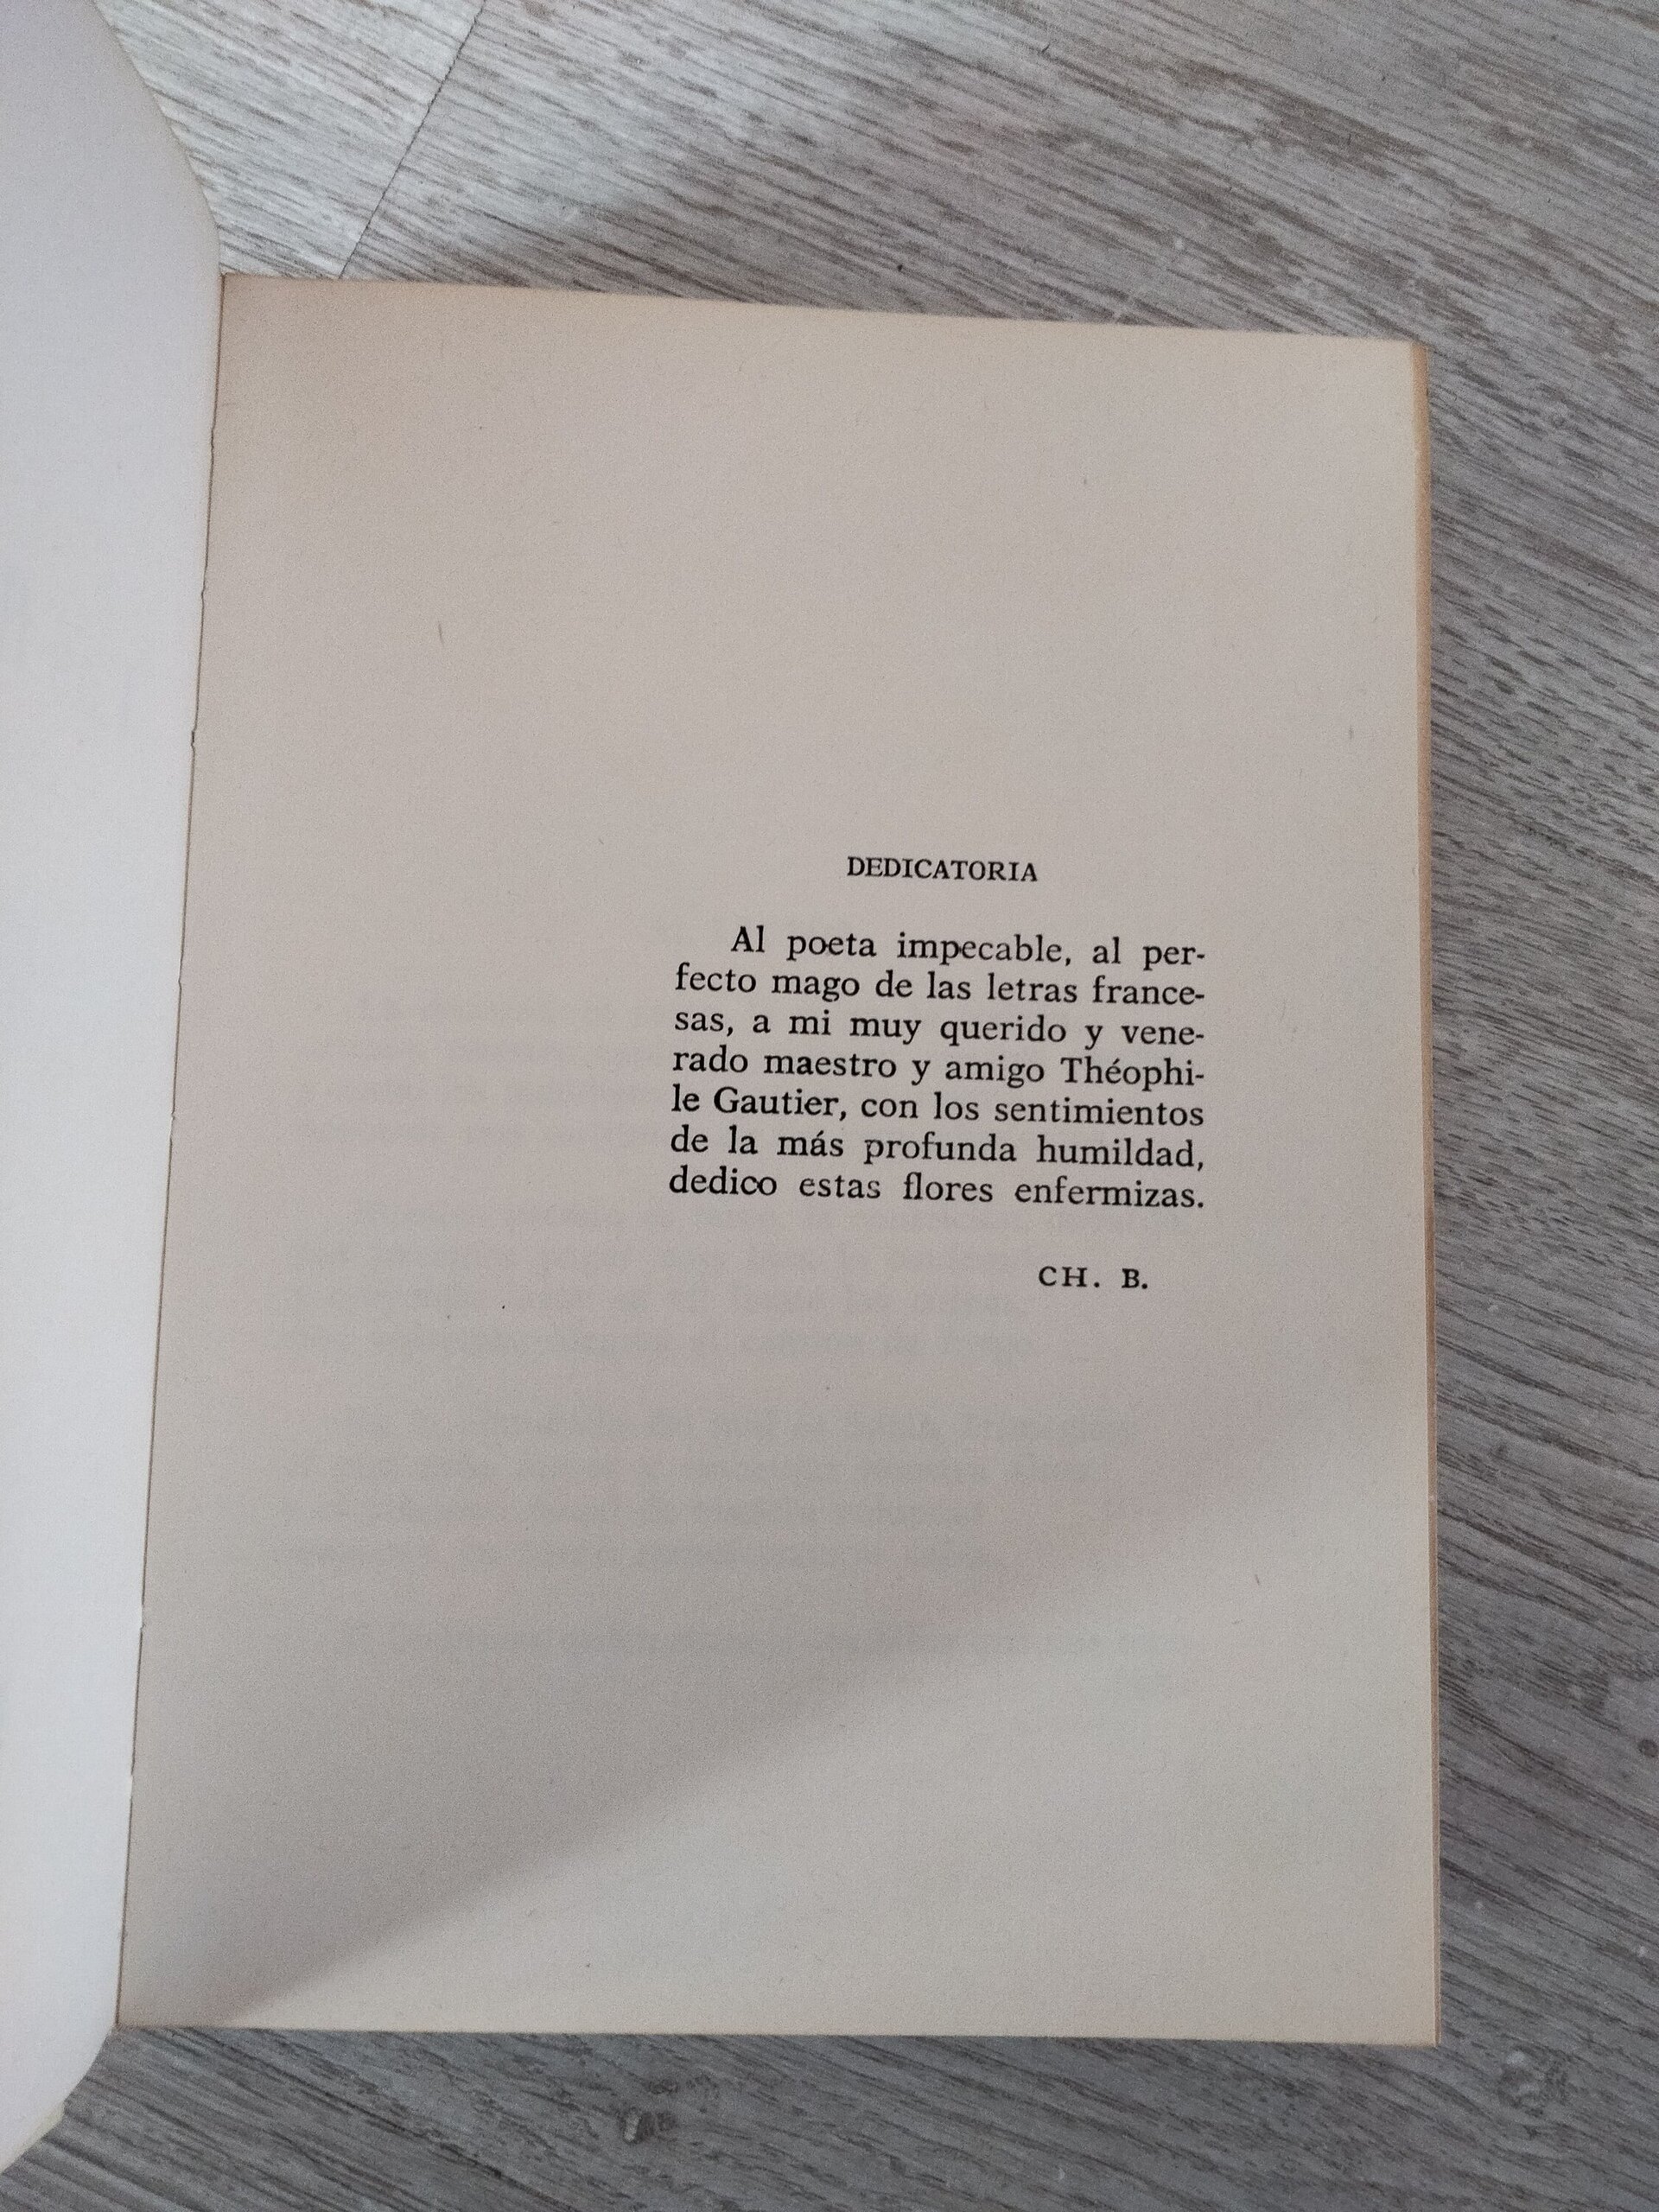 DEDICATORIA
Al poeta impecable, al per-
fecto mago de las letras france-
sas, a mi muy querido y vene-
rado maestro y amigo Théophi-
le Gautier, con los sentimientos
de la más profunda humildad,
dedico estas flores enfermizas.
CH. B.